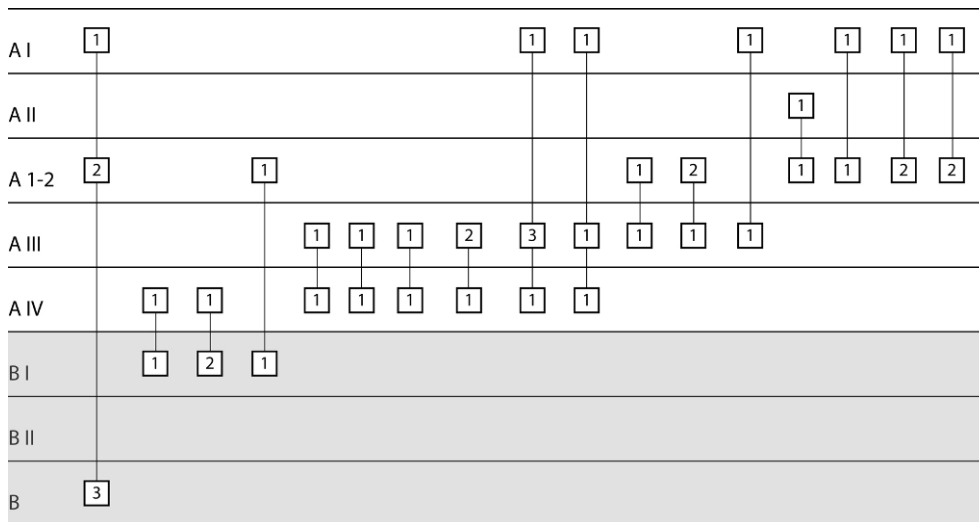 A I 1 1 1 1 1 1 1
A II 1
A 1-2 2 1 1 2 1 1 2 2
A III 1 1 1 2 3 1 1 1 1
A IV 1 1 1 1 1 1 1 1
B I 1 2 1
B II
B 3